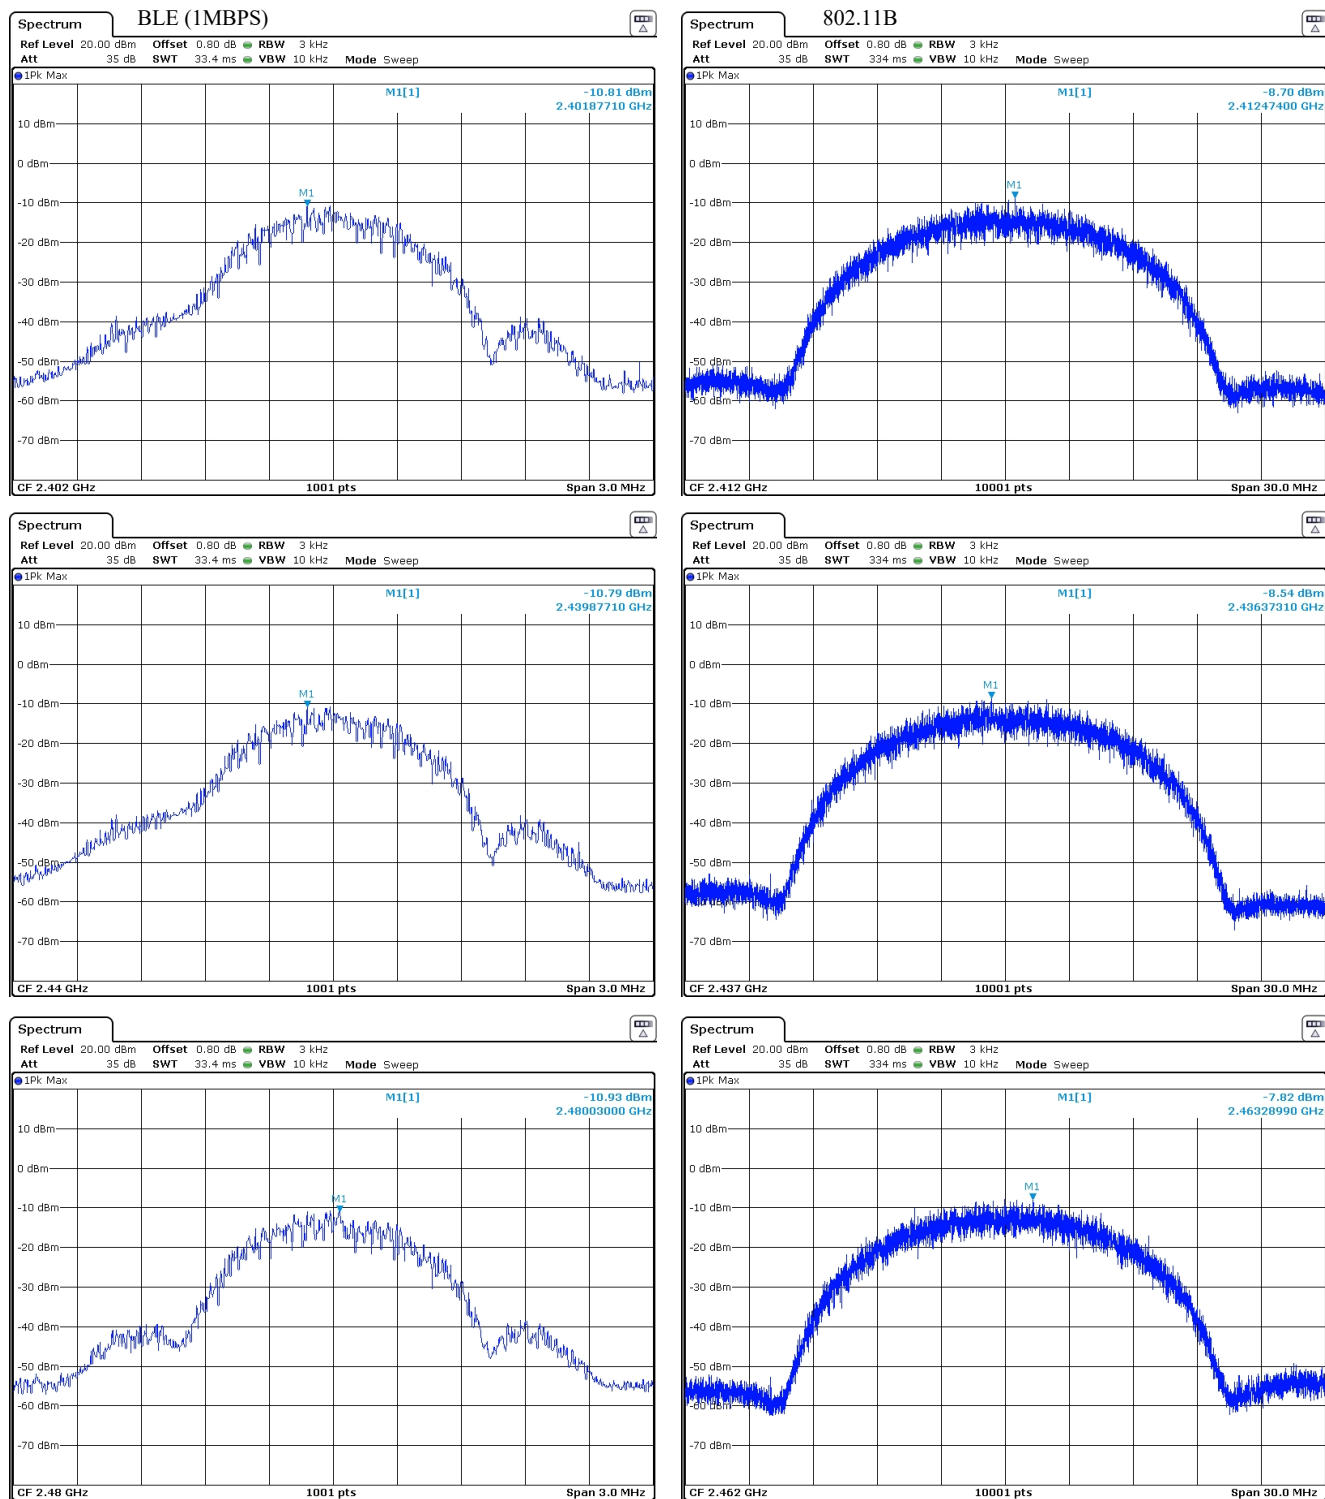 BLE (1MBPS)
Spectrum
Ref Level 20.00 dBm Offset 0.80 dB RBW 3 kHz
Att 35 dB SWT 33.4 ms VBW 10 kHz Mode Sweep
1Pk Max
M1[1] -10.81 dBm
2.40187710 GHz
10 dBm
0 dBm
M1
-10 dBm
-20 dBm
-30 dBm
-40 dBm
-50 dBm
-60 dBm
-70 dBm
CF 2.402 GHz 1001 pts Span 3.0 MHz
802.11B
Spectrum
Ref Level 20.00 dBm Offset 0.80 dB RBW 3 kHz
Att 35 dB SWT 334 ms VBW 10 kHz Mode Sweep
1Pk Max
M1[1] -8.70 dBm
2.41247400 GHz
10 dBm
0 dBm
M1
-10 dBm
-20 dBm
-30 dBm
-40 dBm
-50 dBm
-60 dBm
-70 dBm
CF 2.412 GHz 10001 pts Span 30.0 MHz
Spectrum
Ref Level 20.00 dBm Offset 0.80 dB RBW 3 kHz
Att 35 dB SWT 33.4 ms VBW 10 kHz Mode Sweep
1Pk Max
M1[1] -10.79 dBm
2.43987710 GHz
10 dBm
0 dBm
M1
-10 dBm
-20 dBm
-30 dBm
-40 dBm
-50 dBm
-60 dBm
-70 dBm
CF 2.44 GHz 1001 pts Span 3.0 MHz
Spectrum
Ref Level 20.00 dBm Offset 0.80 dB RBW 3 kHz
Att 35 dB SWT 334 ms VBW 10 kHz Mode Sweep
1Pk Max
M1[1] -8.54 dBm
2.43637310 GHz
10 dBm
0 dBm
M1
-10 dBm
-20 dBm
-30 dBm
-40 dBm
-50 dBm
-60 dBm
-70 dBm
CF 2.437 GHz 10001 pts Span 30.0 MHz
Spectrum
Ref Level 20.00 dBm Offset 0.80 dB RBW 3 kHz
Att 35 dB SWT 33.4 ms VBW 10 kHz Mode Sweep
1Pk Max
M1[1] -10.93 dBm
2.48003000 GHz
10 dBm
0 dBm
M1
-10 dBm
-20 dBm
-30 dBm
-40 dBm
-50 dBm
-60 dBm
-70 dBm
CF 2.48 GHz 1001 pts Span 3.0 MHz
Spectrum
Ref Level 20.00 dBm Offset 0.80 dB RBW 3 kHz
Att 35 dB SWT 334 ms VBW 10 kHz Mode Sweep
1Pk Max
M1[1] -7.82 dBm
2.46328990 GHz
10 dBm
0 dBm
M1
-10 dBm
-20 dBm
-30 dBm
-40 dBm
-50 dBm
-60 dBm
-70 dBm
CF 2.462 GHz 10001 pts Span 30.0 MHz